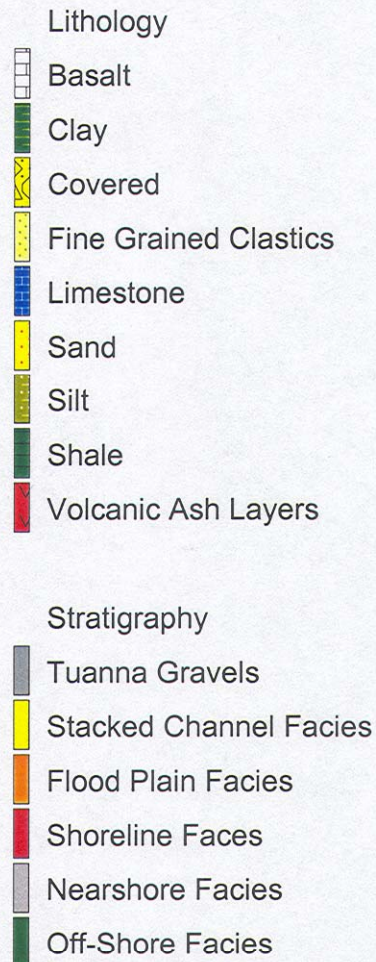 Lithology
Basalt
Clay
Covered
Fine Grained Clastics
Limestone
Sand
Silt
Shale
Volcanic Ash Layers
Stratigraphy
Tuanna Gravels
Stacked Channel Facies
Flood Plain Facies
Shoreline Faces
Nearshore Facies
Off-Shore Facies